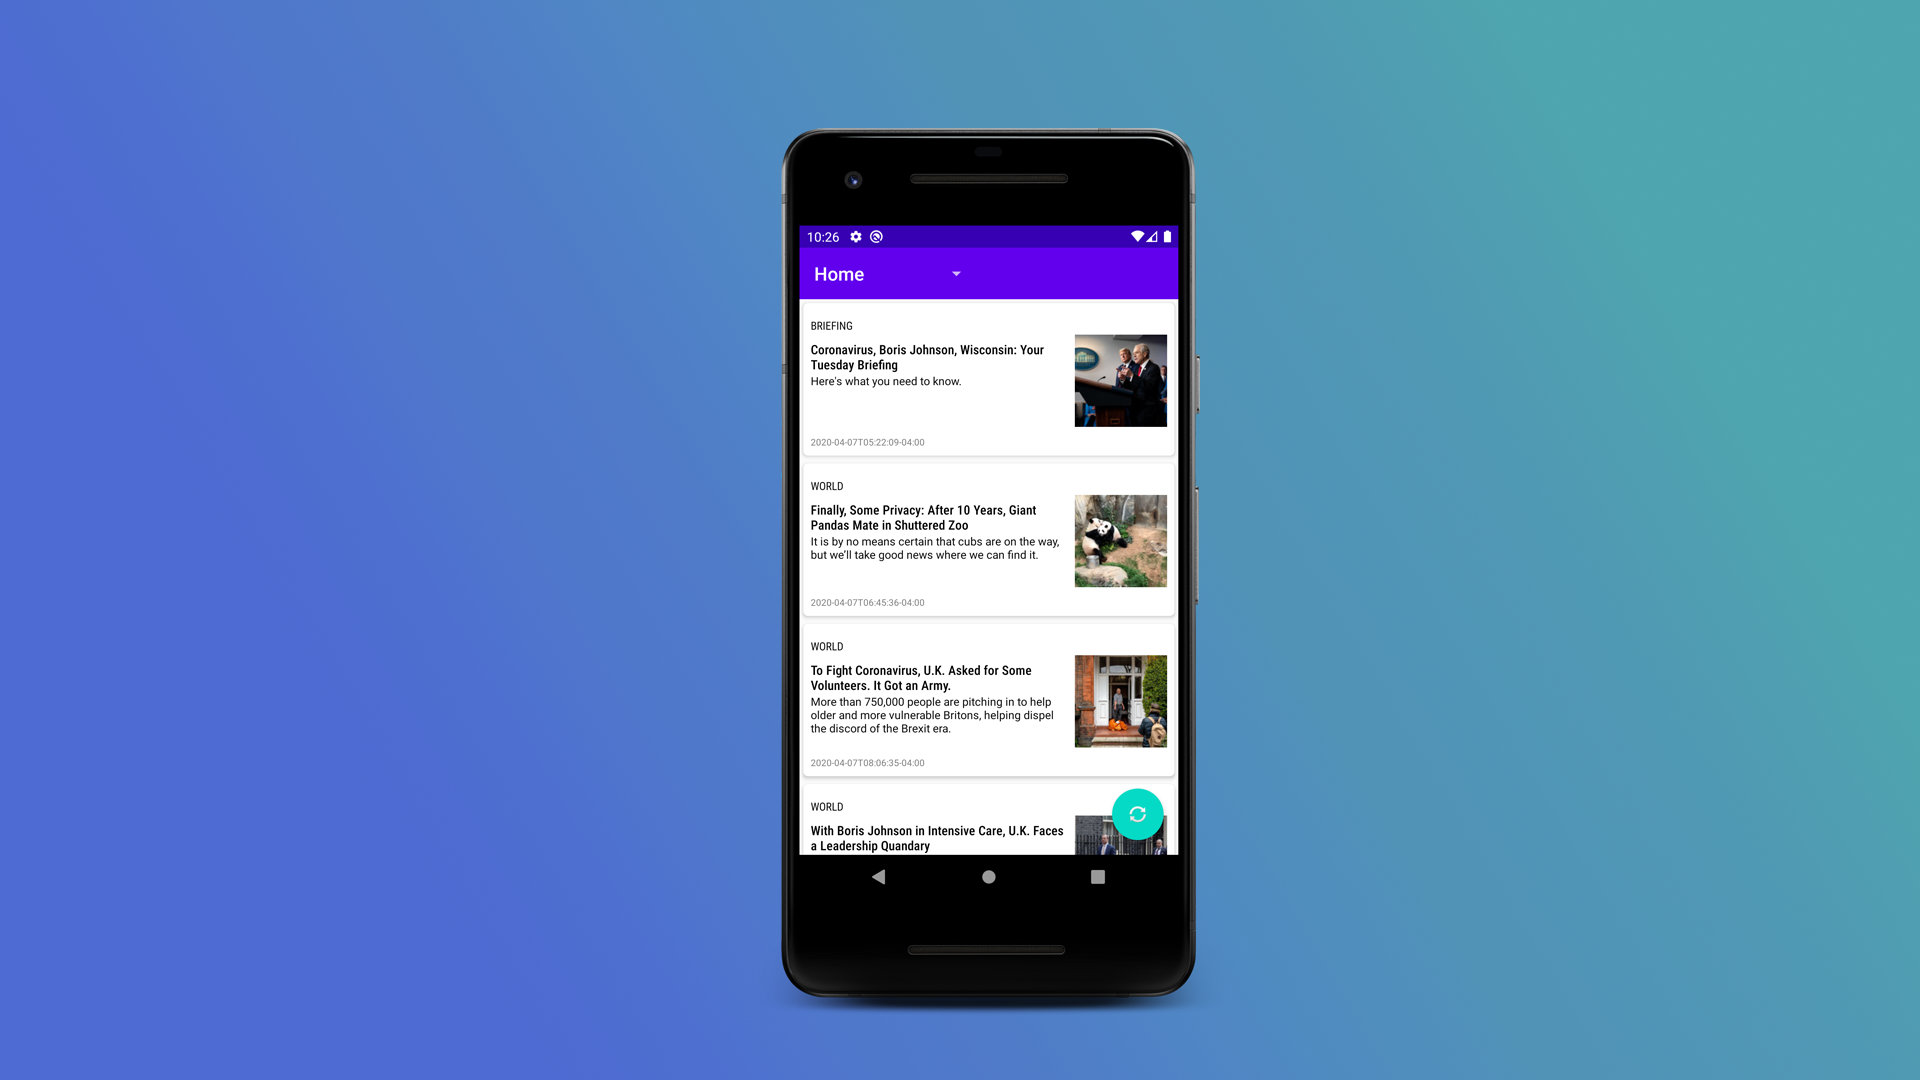 10:26
Home
BRIEFING
Coronavirus, Boris Johnson, Wisconsin: Your
Tuesday Briefing
Here's what you need to know.
2020-04-07T05:22:09-04:00
WORLD
Finally, Some Privacy: After 10 Years, Giant
Pandas Mate in Shuttered Zoo
It is by no means certain that cubs are on the way,
but we'll take good news where we can find it.
2020-04-07T06:45:36-04:00
WORLD
To Fight Coronavirus, U.K. Asked for Some
Volunteers. It Got an Army.
More than 750,000 people are pitching in to help
older and more vulnerable Britons, helping dispel
the discord of the Brexit era.
2020-04-07T08:06:35-04:00
WORLD
With Boris Johnson in Intensive Care, U.K. Faces
a Leadership Quandary